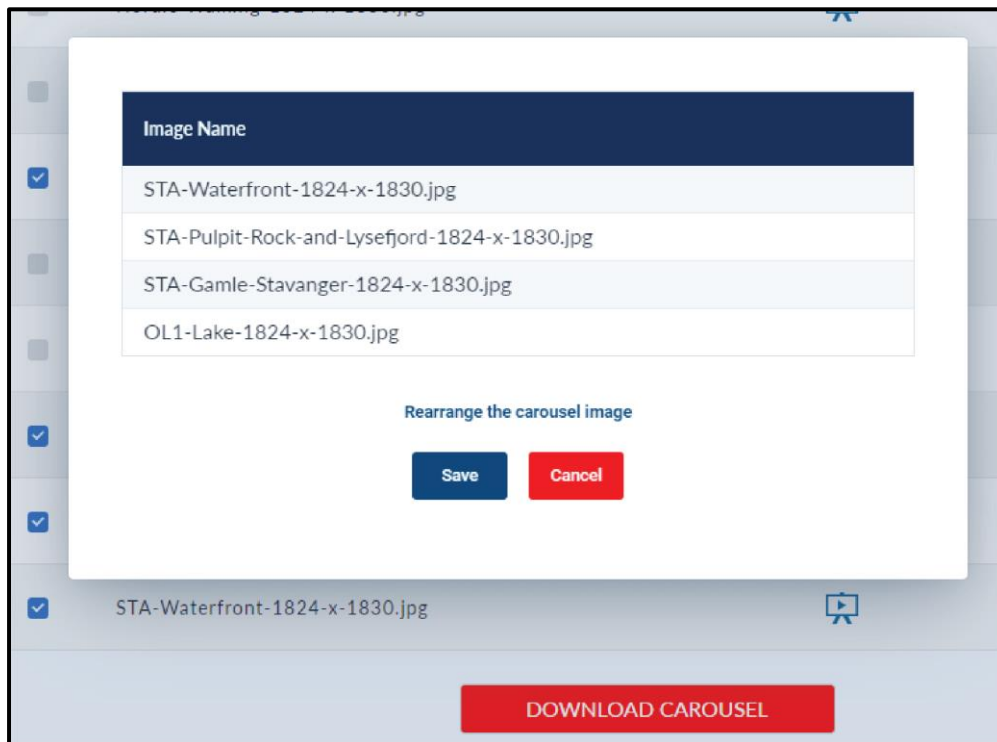 Image Name
STA-Waterfront-1824-x-1830.jpg
STA-Pulpit-Rock-and-Lysefjord-1824-x-1830.jpg
STA-Gamle-Stavanger-1824-x-1830.jpg
OL1-Lake-1824-x-1830.jpg
Rearrange the carousel image
Save Cancel
STA-Waterfront-1824-x-1830.jpg
DOWNLOAD CAROUSEL